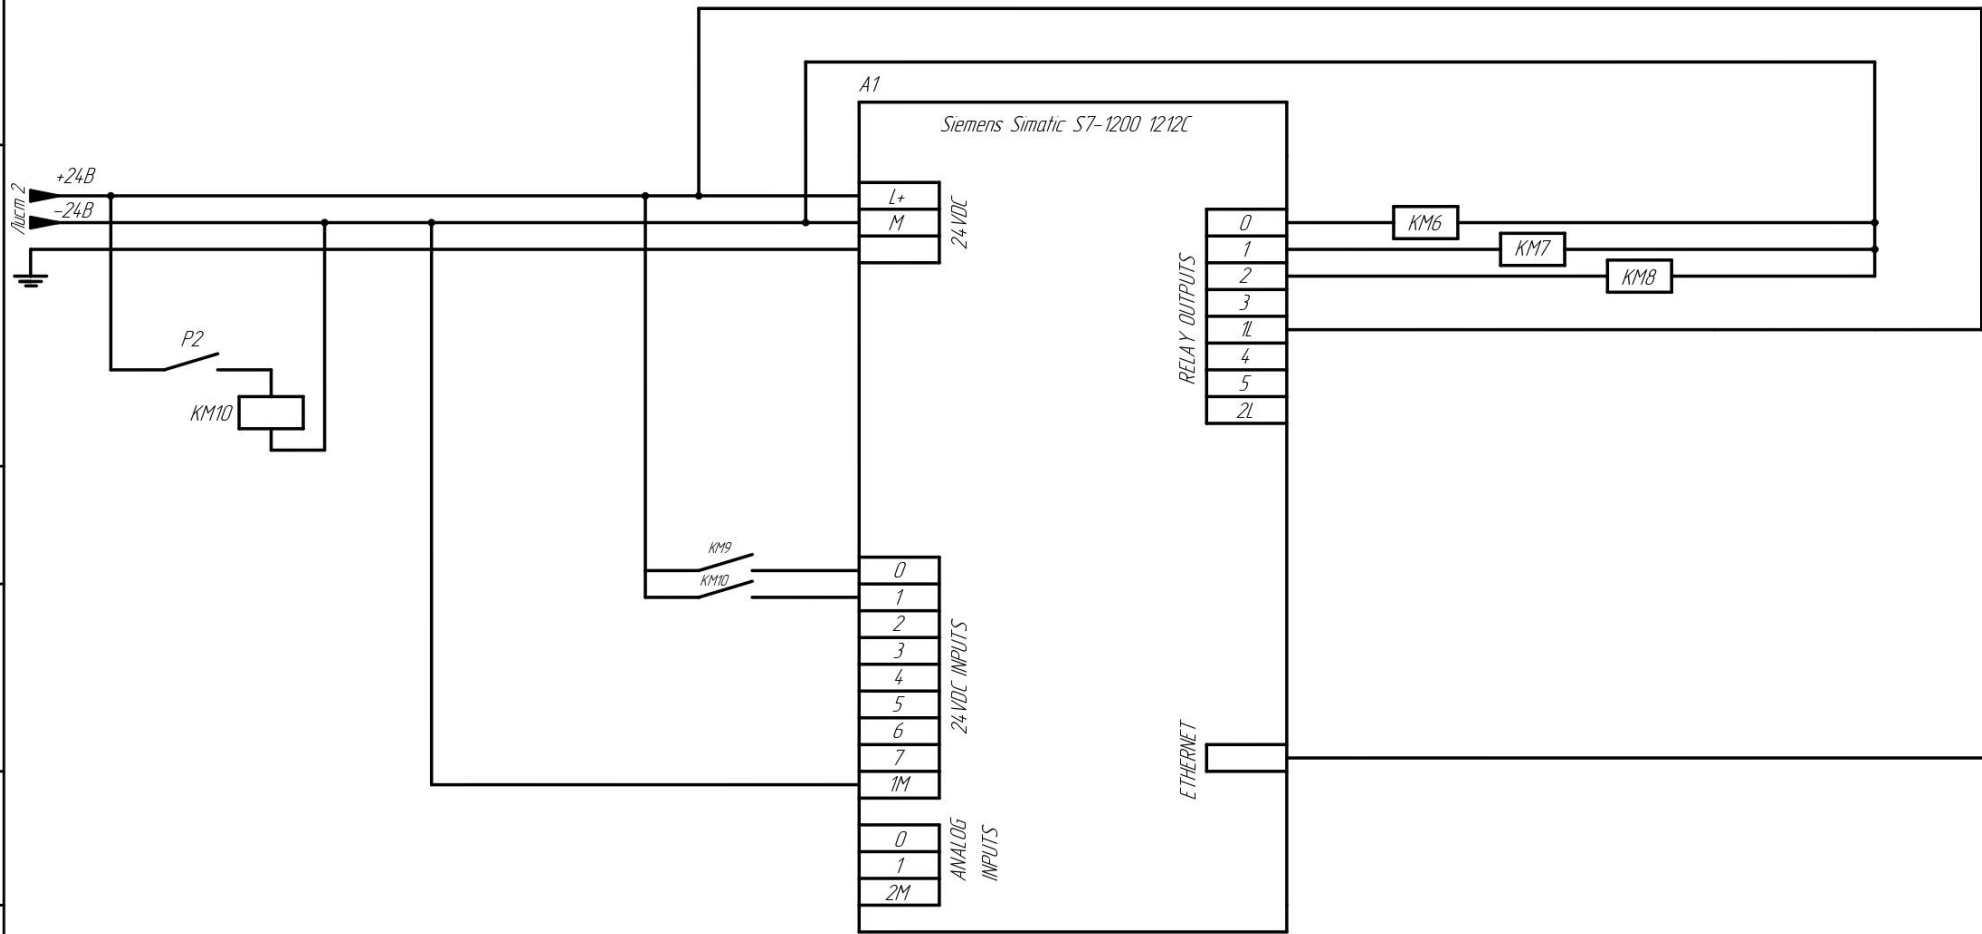 A1
Siemens Simatic S7-1200 1212C
Лист 2
+24В
-24В
L+
M
24VDC
P2
KM10
KM9
KM10
0
1
2
3
4
5
6
7
1M
24VDC INPUTS
0
1
2M
ANALOG
INPUTS
RELAY OUTPUTS
0
1
2
3
1L
4
5
2L
KM6
KM7
KM8
ETHERNET